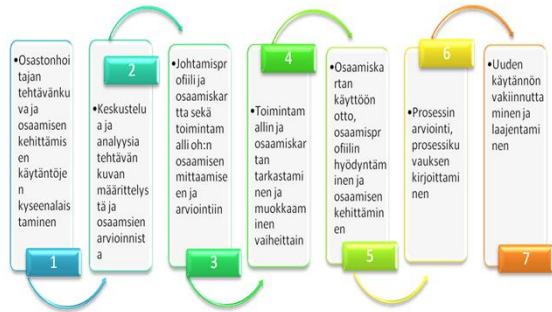 •Osastonhoi
tajan
tehtävänku
va ja
osaamisen
kehittämis
en
käytäntöje
n
kyseenalais
taminen
1
2
•Keskustelu
a ja
analyysia
tehtävän
kuvan
määrittelys
tä ja
osaamsien
arvioinnist
a
•Johtamispr
ofiili ja
osaamiskar
tta sekä
toimintam
alli oh:n
osaamisen
mittaamise
en ja
arviointiin
3
4
•Toimintam
allin ja
osaamiskar
tan
tarkastami
nen ja
muokkaam
inen
vaiheittain
•Osaamiska
rtan
käyttöön
otto,
osaamispr
ofiilin
hyödyntäm
inen ja
osaamisen
kehittämin
en
5
6
•Prosessin
arviointi,
prosessiku
vauksen
kirjoittami
nen
•Uuden
käytännön
vakiinnutta
minen ja
laajentami
nen
7